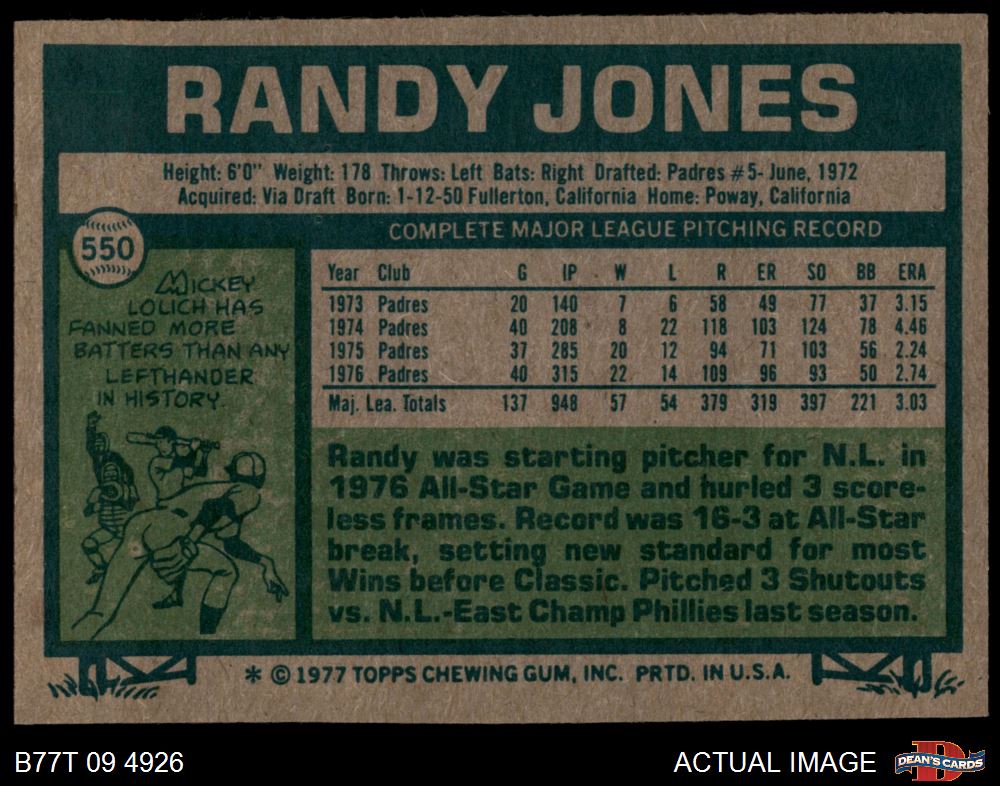 RANDY JONES
Height: 6'0" Weight: 178 Throws: Left Bats: Right Drafted: Padres #5-June, 1972
Acquired: Via Draft Born: 1-12-50 Fullerton, California Home: Poway, California
550
MICKEY
LOLICH HAS
FANNED MORE
BATTERS THAN ANY
LEFTHANDER
IN HISTORY.
COMPLETE MAJOR LEAGUE PITCHING RECORD
Year Club G IP W L R ER SO BB ERA
1973 Padres 20 140 7 6 58 49 77 37 3.15
1974 Padres 40 208 8 22 118 103 124 78 4.46
1975 Padres 37 285 20 12 94 71 103 56 2.24
1976 Padres 40 315 22 14 109 96 93 50 2.74
Maj. Lea. Totals 137 948 57 54 379 319 397 221 3.03
Randy was starting pitcher for N.L. in
1976 All-Star Game and hurled 3 score-
less frames. Record was 16-3 at All-Star
break, setting new standard for most
Wins before Classic. Pitched 3 Shutouts
vs. N.L.-East Champ Phillies last season.
* © 1977 TOPPS CHEWING GUM, INC. PRTD. IN U.S.A.
B77T 09 4926
ACTUAL IMAGE
D
DEAN'S CARDS